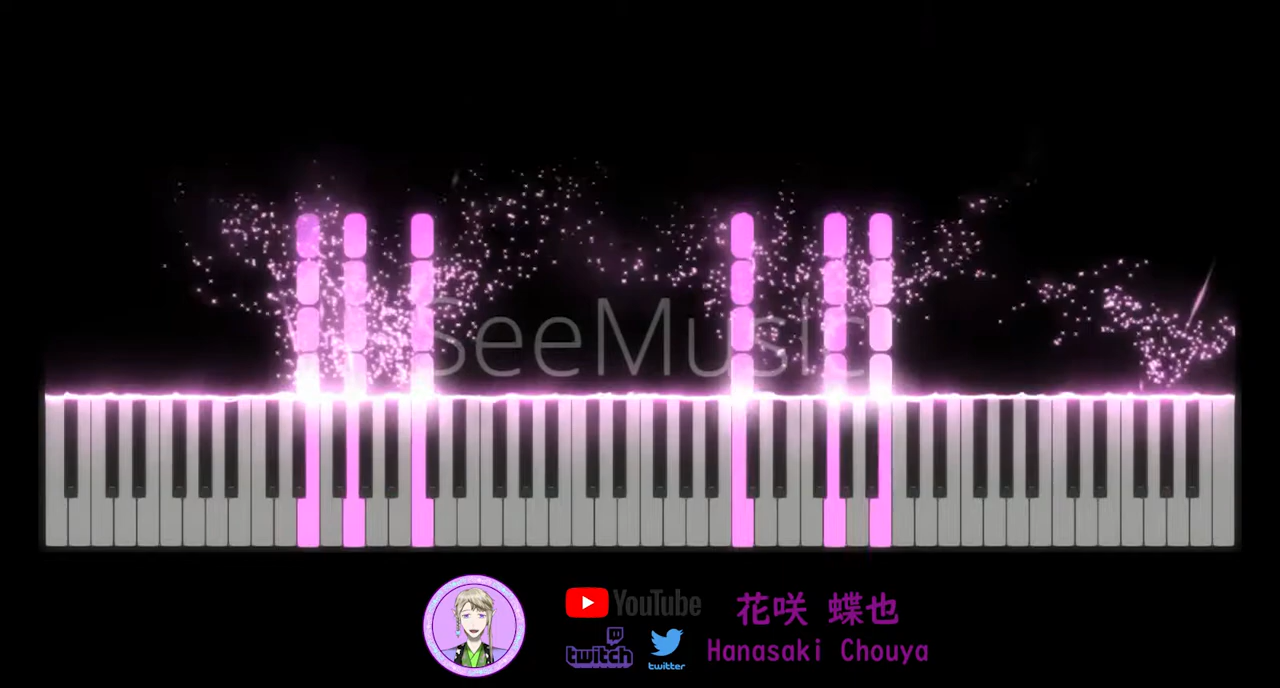 SeeMusic
YouTube
花咲 蝶也
twitch
twitter
Hanasaki Chouya